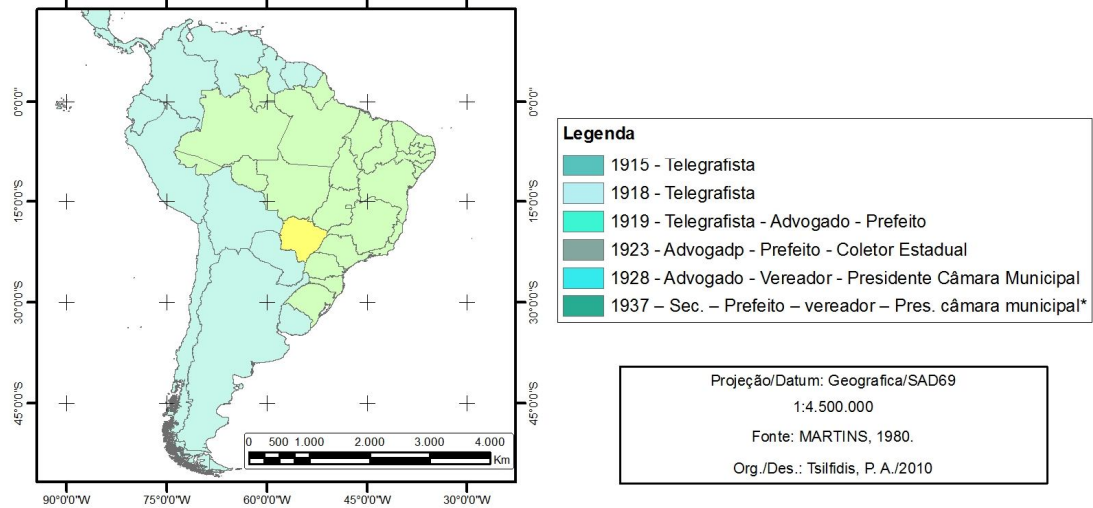 0°0'0"
15°0'0"S
30°0'0"S
45°0'0"S
0°0'0"
15°0'0"S
30°0'0"S
45°0'0"S
0 500 1.000 2.000 3.000 4.000
Km
90°0'0"W 75°0'0"W 60°0'0"W 45°0'0"W 30°0'0"W
Legenda
1915 - Telegrafista
1918 - Telegrafista
1919 - Telegrafista - Advogado - Prefeito
1923 - Advogadp - Prefeito - Coletor Estadual
1928 - Advogado - Vereador - Presidente Câmara Municipal
1937 – Sec. – Prefeito – vereador – Pres. câmara municipal*
Projeção/Datum: Geografica/SAD69
1:4.500.000
Fonte: MARTINS, 1980.
Org./Des.: Tsilfidis, P. A./2010